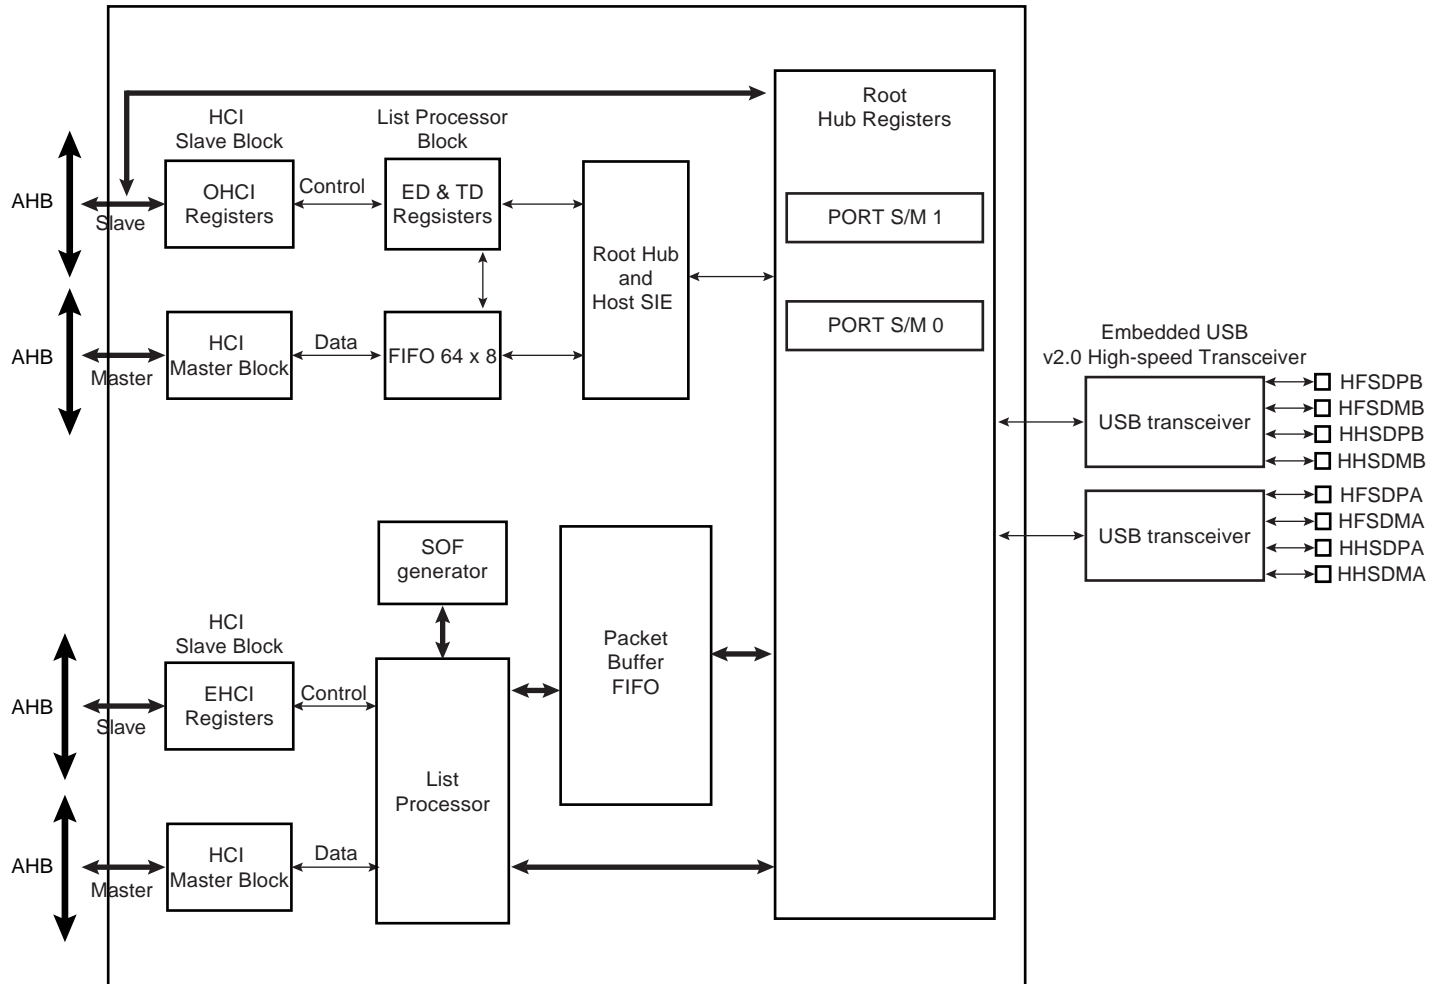 Root
Hub Registers
HCI
Slave Block
List Processor
Block
AHB
Slave
OHCI
Registers
Control
ED & TD
Regsisters
PORT S/M 1
Root Hub
and
Host SIE
PORT S/M 0
AHB
Master
HCI
Master Block
Data
FIFO 64 x 8
Embedded USB
v2.0 High-speed Transceiver
USB transceiver
HFSDPB
HFSDMB
HHSDPB
HHSDMB
USB transceiver
HFSDPA
HFSDMA
HHSDPA
HHSDMA
SOF
generator
HCI
Slave Block
Packet
Buffer
FIFO
AHB
Slave
EHCI
Registers
Control
List
Processor
AHB
Master
HCI
Master Block
Data